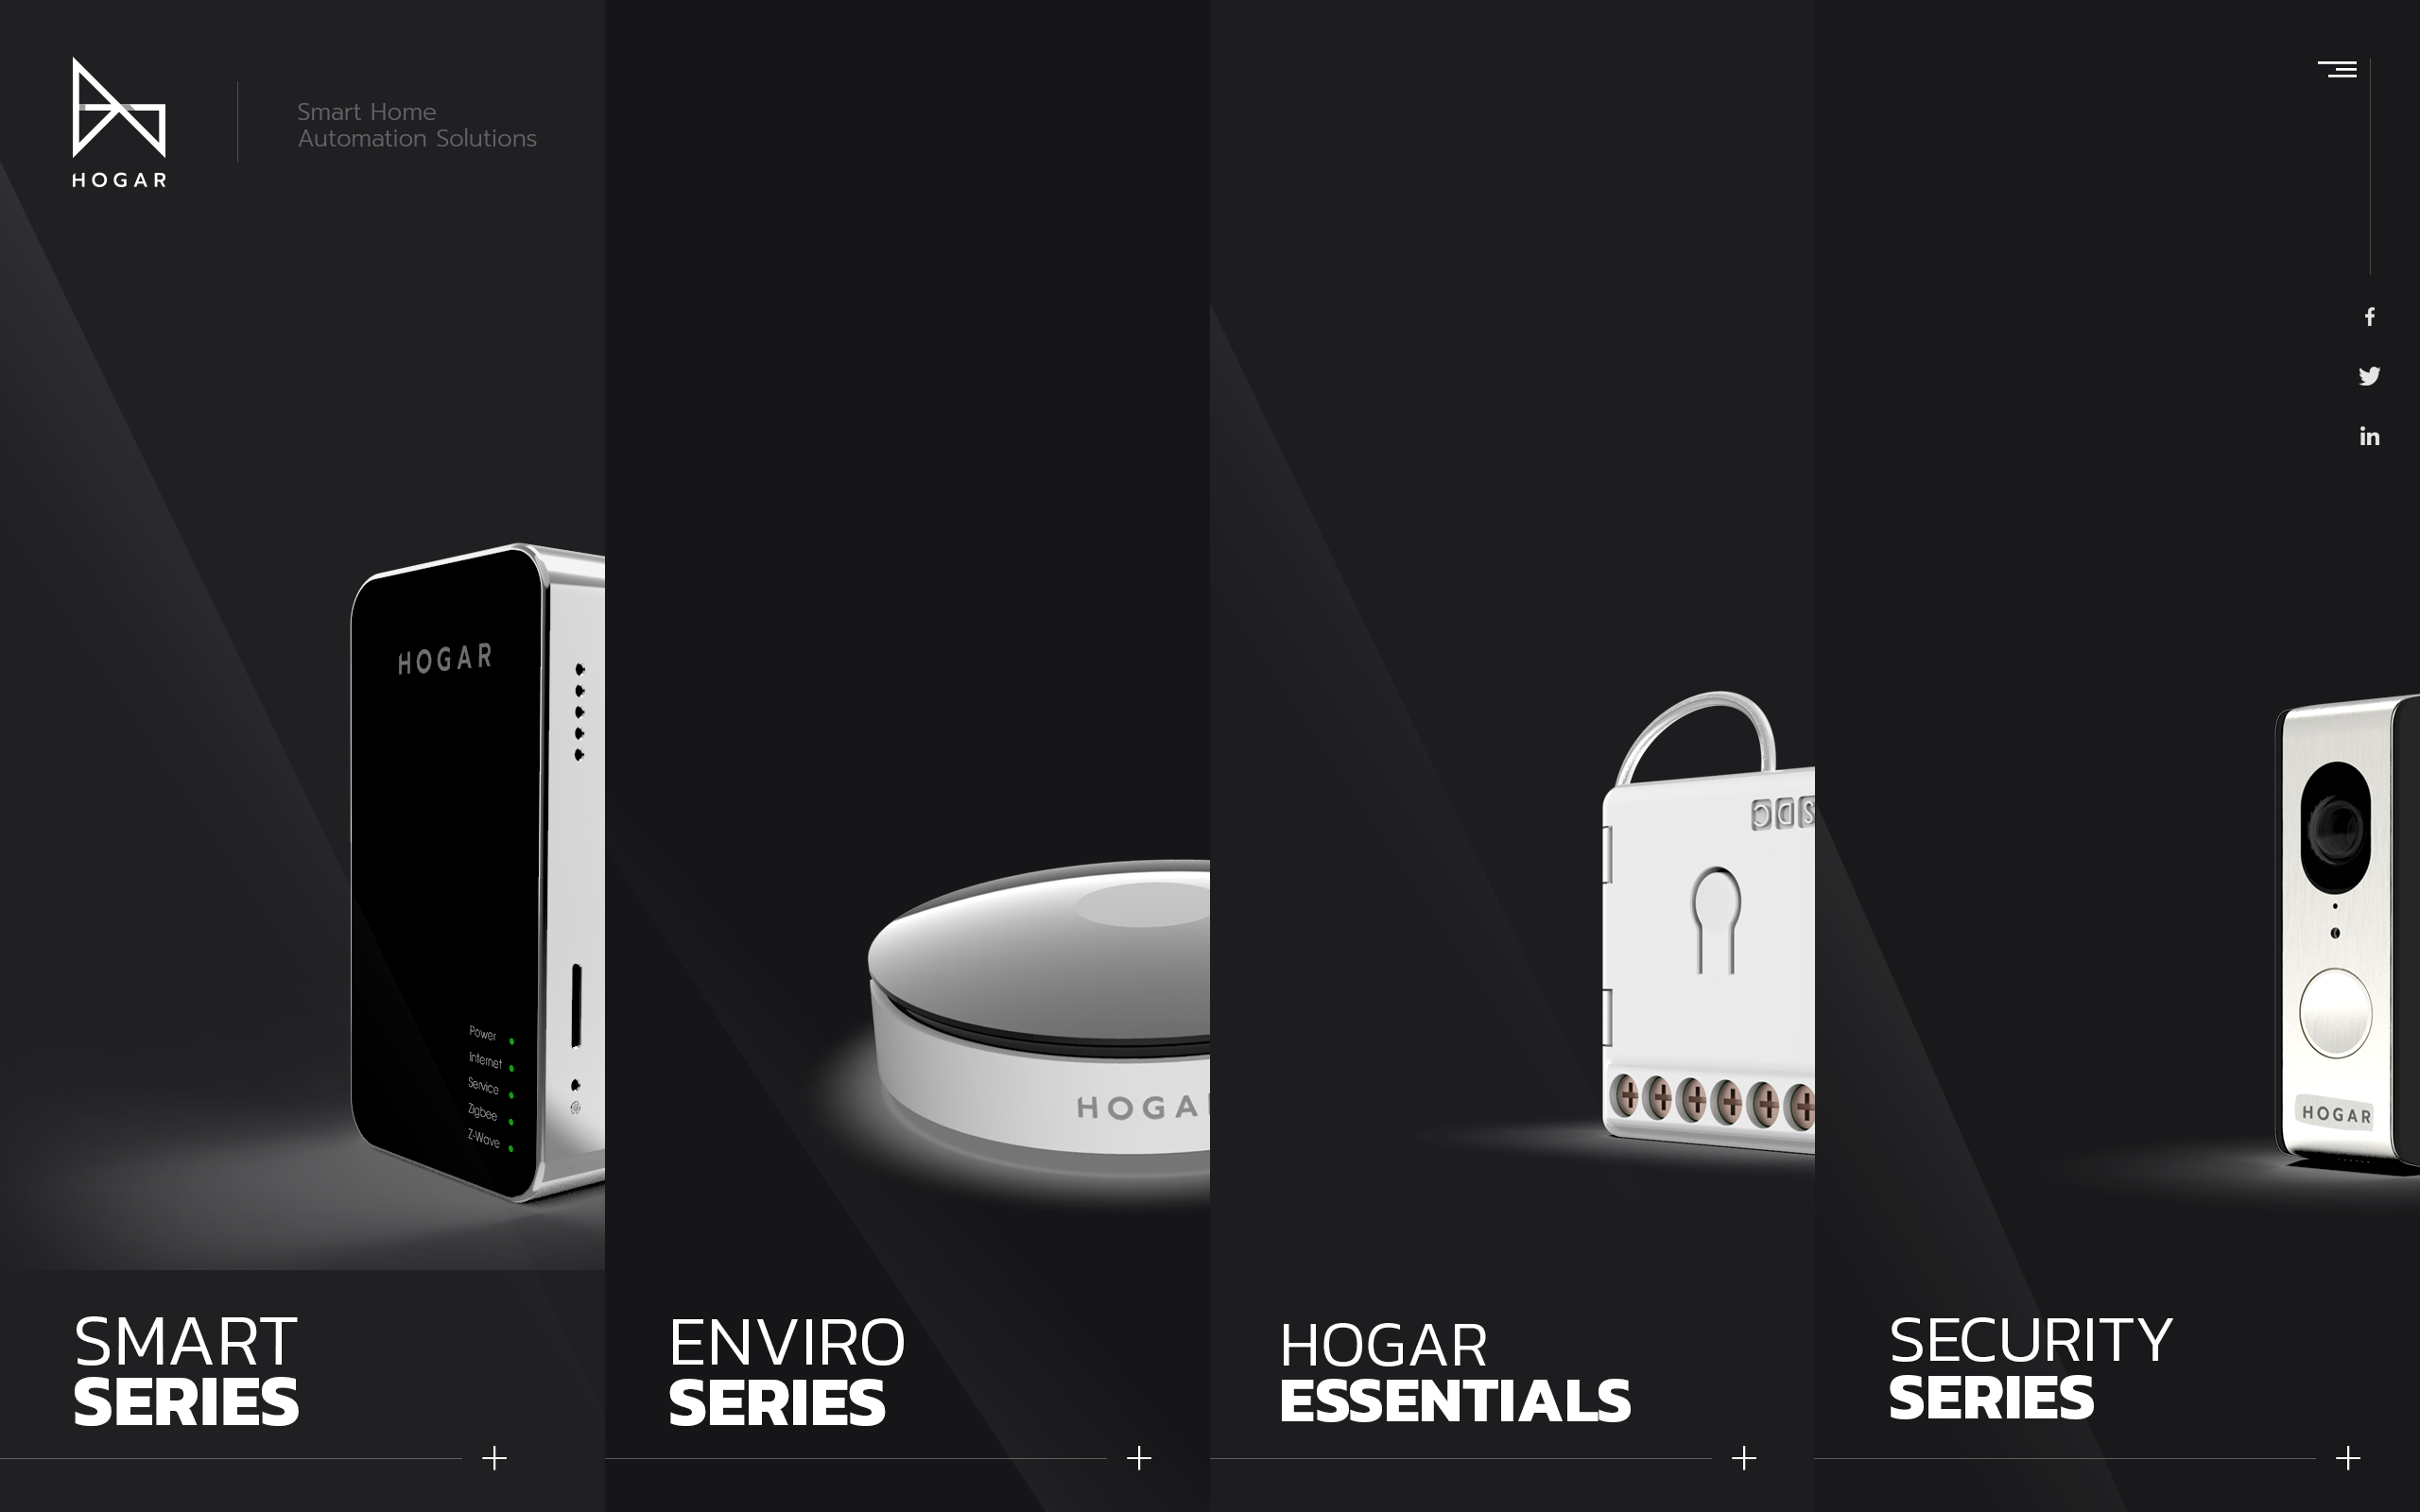 HOGAR
Smart Home
Automation Solutions
HOGAR
Power
Internet
Service
Zigbee
Z-Wave
SMART
SERIES
HOGA
ENVIRO
SERIES
HOGAR
ESSENTIALS
HOGAR
SECURITY
SERIES